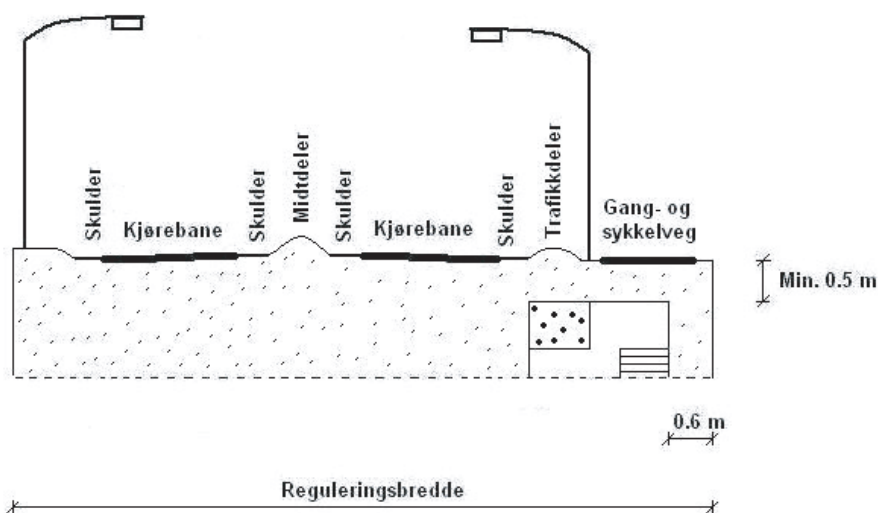 Skulder
Kjørebane
Skulder
Midtdeler
Skulder
Kjørebane
Skulder
Trafikkdeler
Gang- og
sykkelveg
Min. 0.5 m
0.6 m
Reguleringsbredde